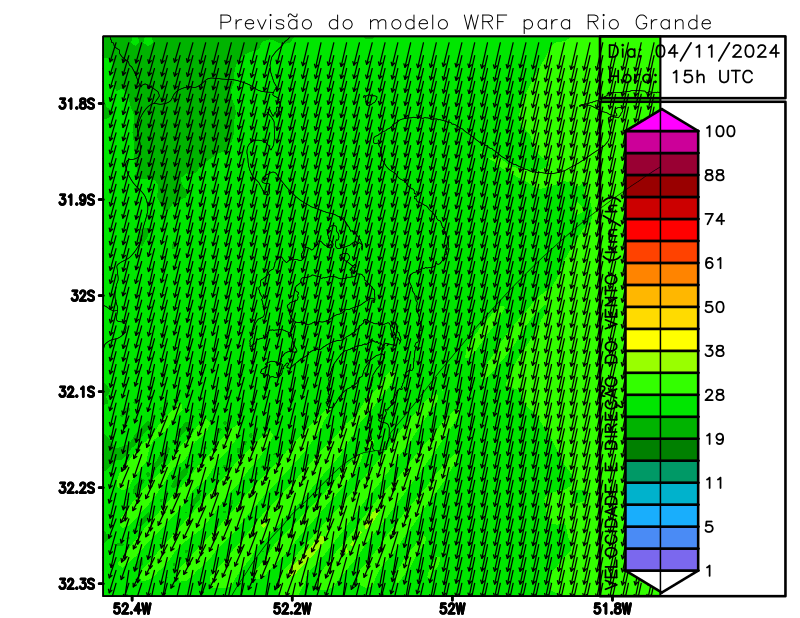 Previsão do modelo WRF para Rio Grande
Dia: 04/11/2024
Hora: 15h UTC
31.8S
31.9S
32S
32.1S
32.2S
32.3S
52.4W
52.2W
52W
51.8W
VELOCIDADE E DIREÇÃO DO VENTO (km/h)
100
88
74
61
50
38
28
19
11
5
1